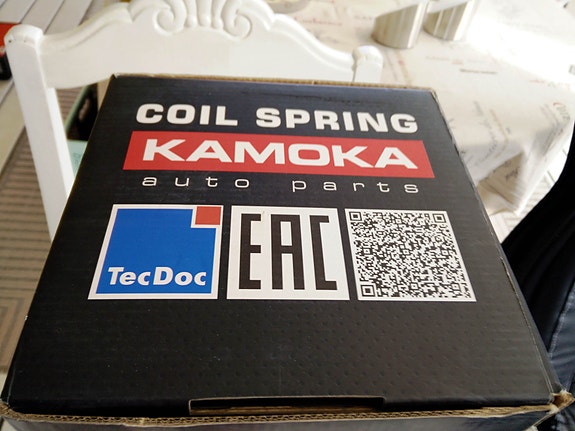 COIL SPRING
KAMOKA
auto parts
TecDoc
EAC